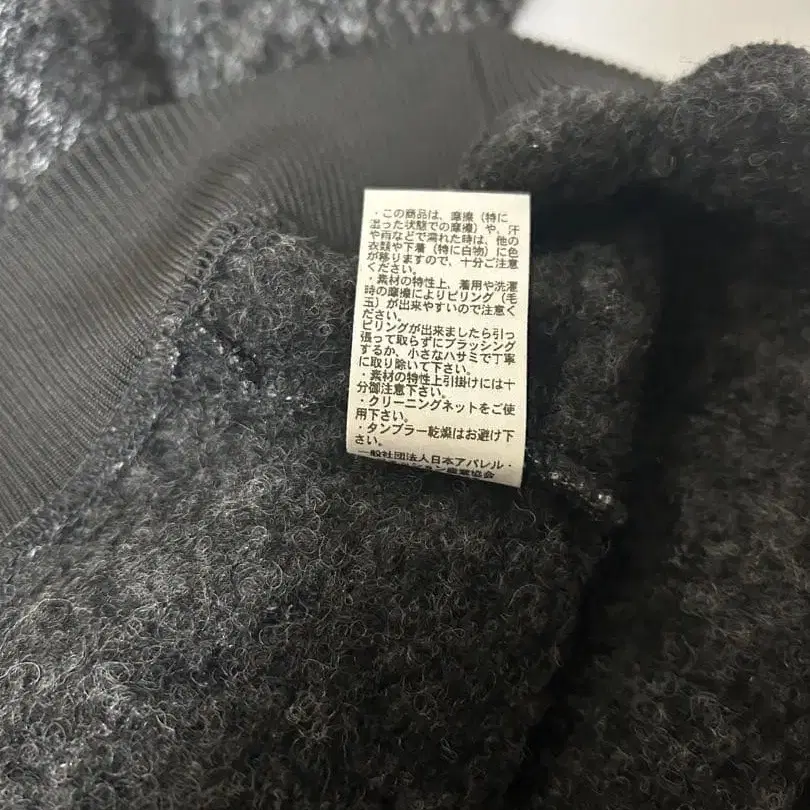 ・この商品は、摩擦(特に
湿った状態での摩擦)や、汗
や雨などで濡れた時は、他の
衣類や下着(特に白物)に色
が移りますので、十分ご注意
ください。
・素材の特性上、着用や洗濯
時の摩擦によりピリング(毛
玉)が出来やすいので注意く
ださい。
ピリングが出来ましたら引っ
張って取らずにブラッシング
するか、小さなハサミで丁寧
に取り除いて下さい。
・素材の特性上引掛けには十
分御注意下さい。
・クリーニングネットをご使
用下さい。
・タンブラー乾燥はお避け下
さい。
一般社団法人日本アパレル・
産業協会